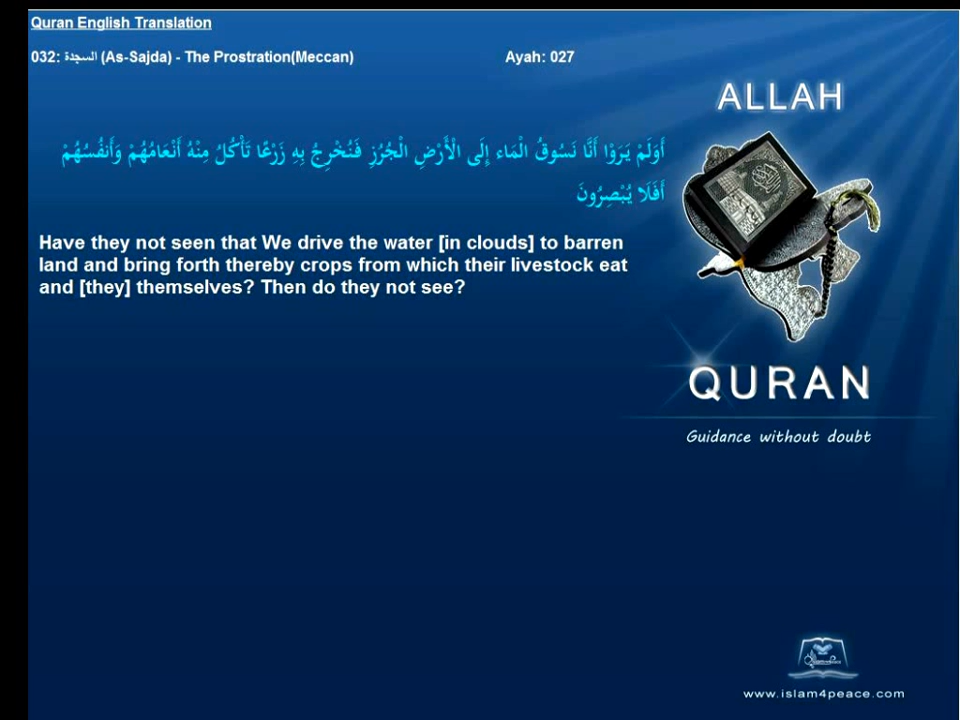 Quran English Translation
032: السجدة (As-Sajda) - The Prostration(Meccan) Ayah: 027
ALLAH
أَوَلَمْ يَرَوْا أَنَّا نَسُوقُ الْمَاء إِلَى الْأَرْضِ الْجُرُزِ فَنُخْرِجُ بِهِ زَرْعًا تَأْكُلُ مِنْهُ أَنْعَامُهُمْ وَأَنفُسُهُمْ
أَفَلَا يُبْصِرُونَ
Have they not seen that We drive the water [in clouds] to barren
land and bring forth thereby crops from which their livestock eat
and [they] themselves? Then do they not see?
QURAN
Guidance without doubt
www.islam4peace.com